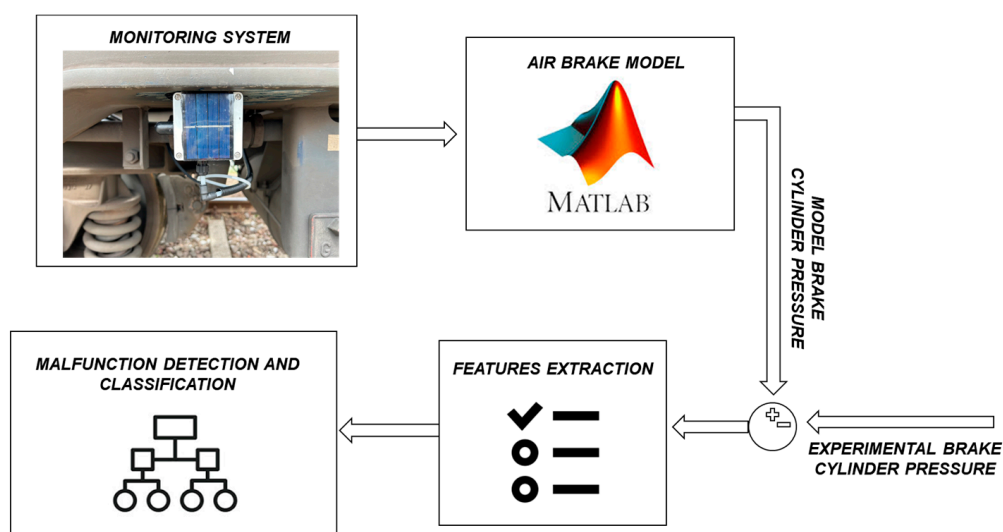 MONITORING SYSTEM
AIR BRAKE MODEL
MATLAB
MODEL BRAKE
CYLINDER PRESSURE
MALFUNCTION DETECTION AND
CLASSIFICATION
FEATURES EXTRACTION
+
−
EXPERIMENTAL BRAKE
CYLINDER PRESSURE
G